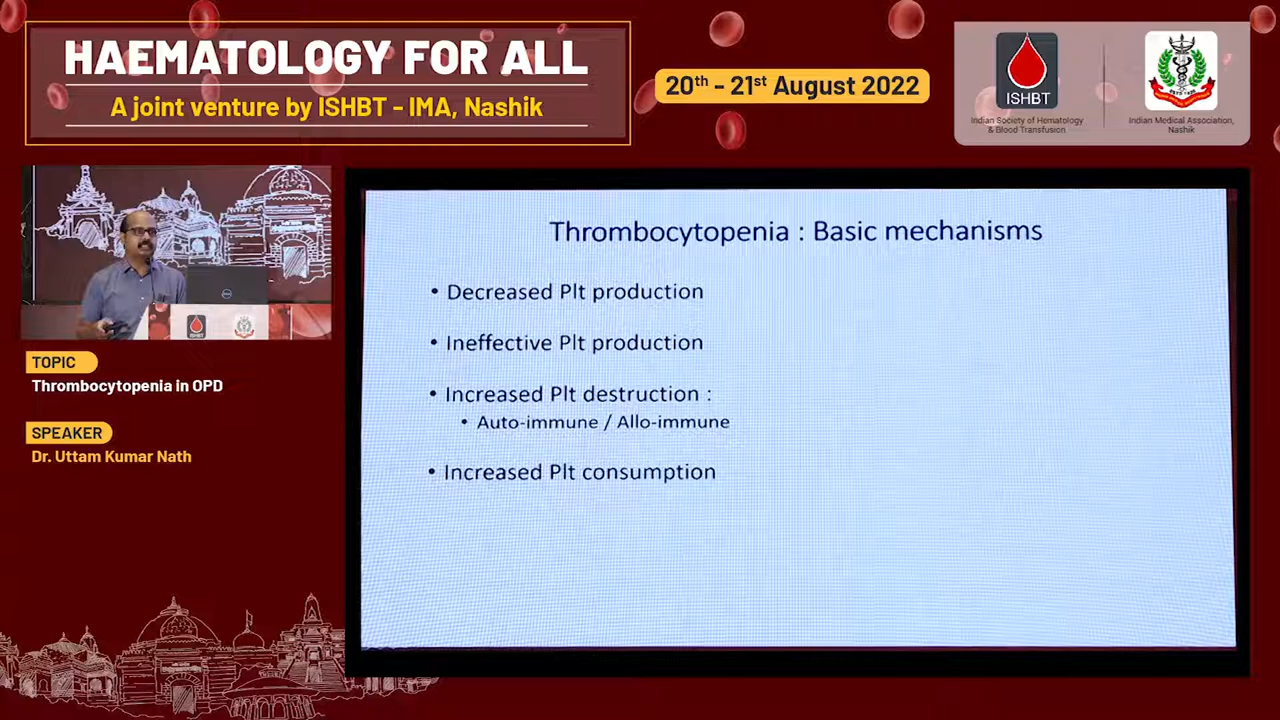 HAEMATOLOGY FOR ALL
A joint venture by ISHBT - IMA, Nashik
20th - 21st August 2022
ISHBT
Indian Society of Hematology
& Blood Transfusion
Indian Medical Association,
Nashik
TOPIC
Thrombocytopenia in OPD
SPEAKER
Dr. Uttam Kumar Nath
Thrombocytopenia : Basic mechanisms
• Decreased Plt production
• Ineffective Plt production
• Increased Plt destruction :
• Auto-immune / Allo-immune
• Increased Plt consumption
ISHBT